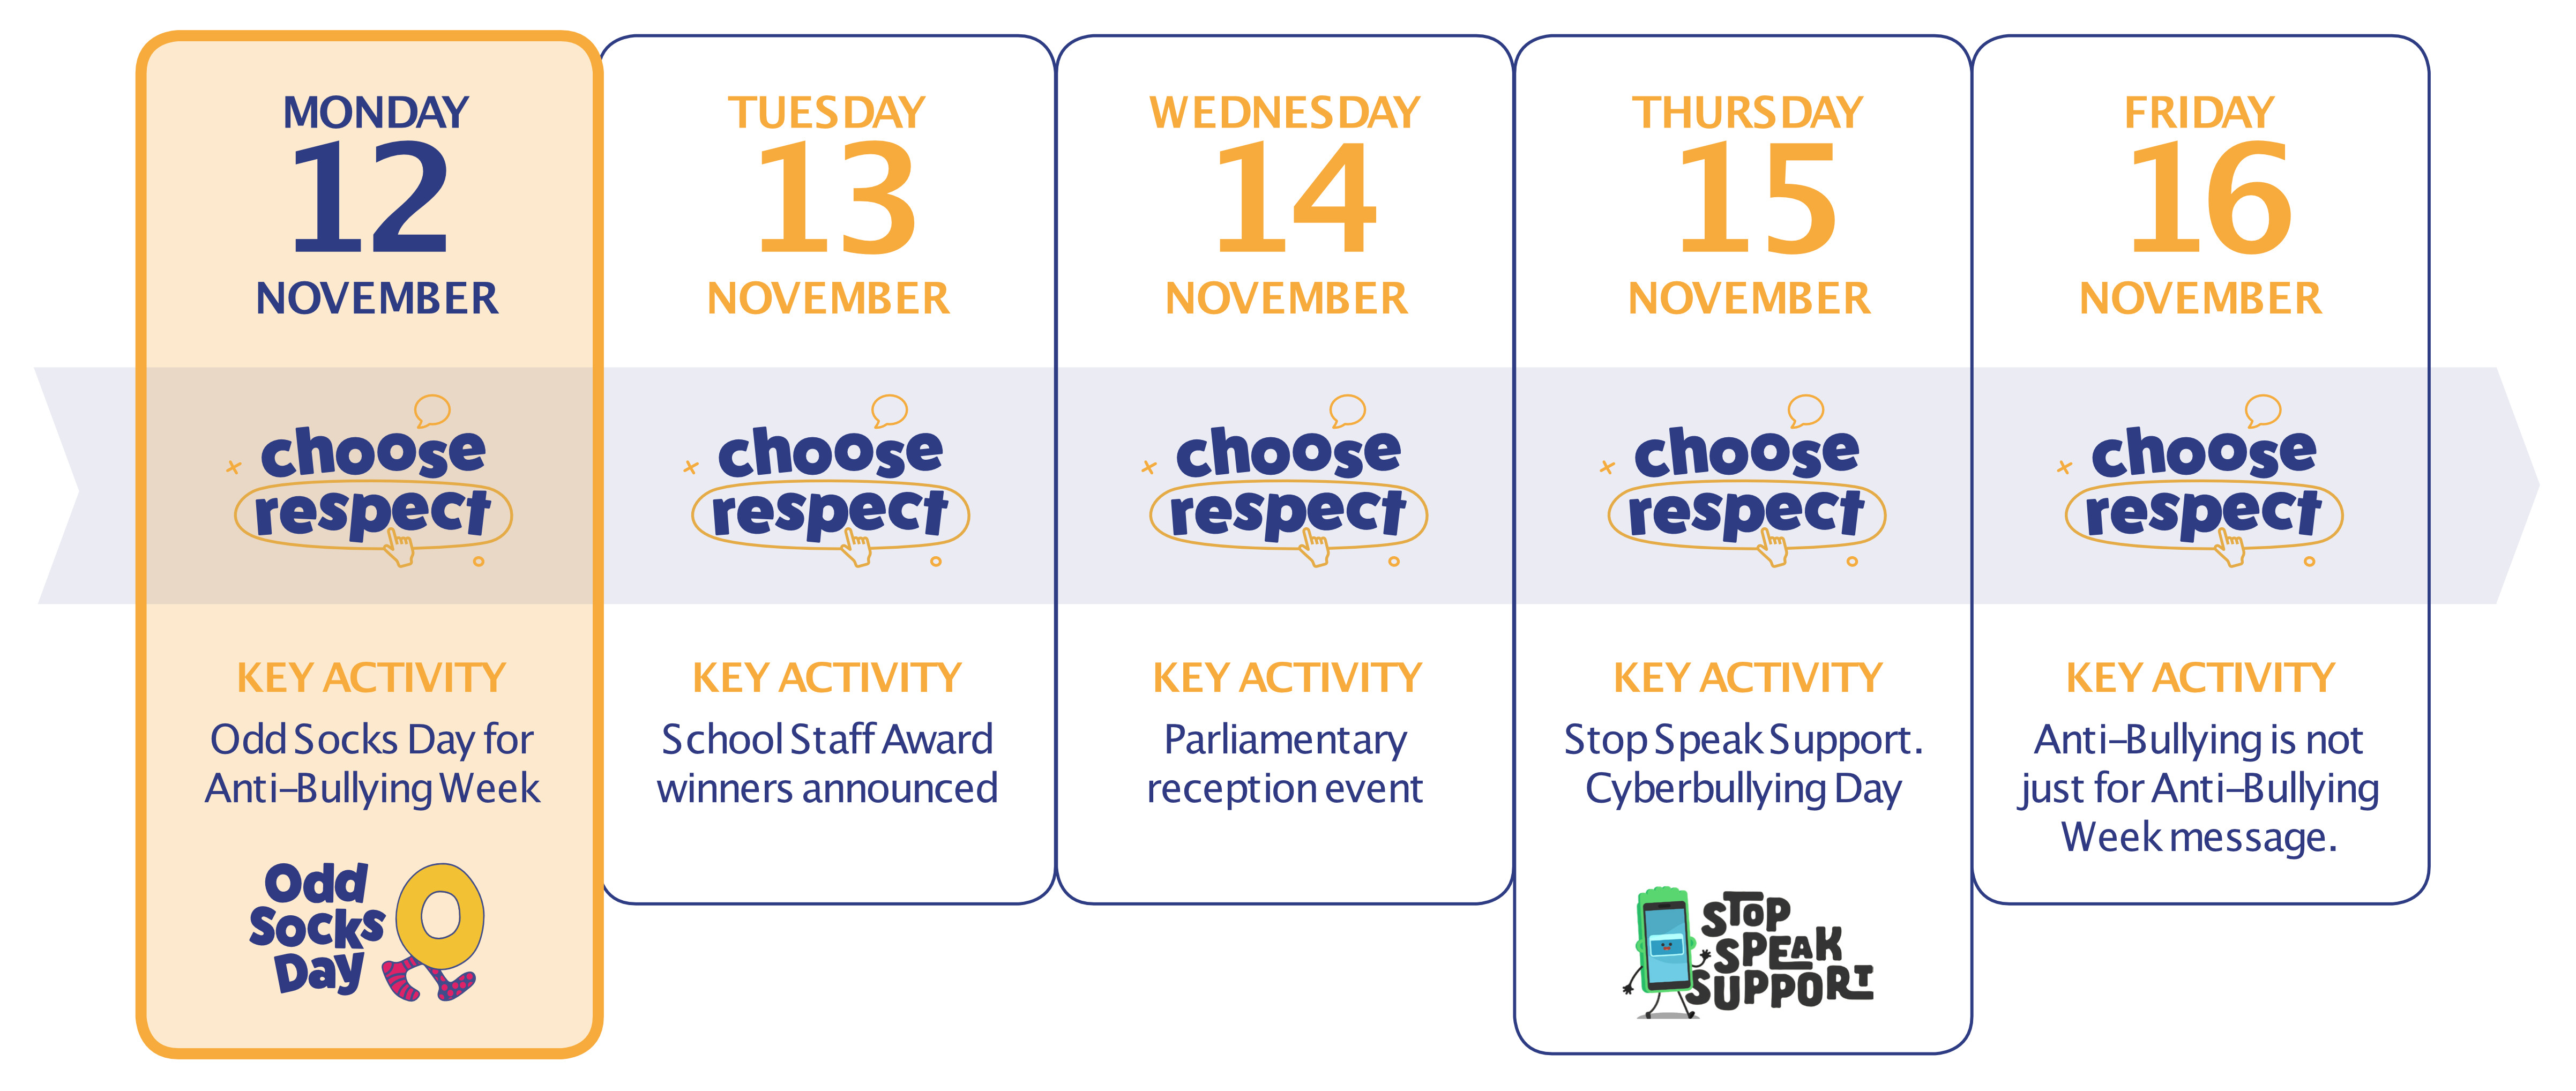 MONDAY
12
NOVEMBER
choose
respect
KEY ACTIVITY
Odd Socks Day for
Anti-Bullying Week
Odd
Socks
Day
TUESDAY
13
NOVEMBER
choose
respect
KEY ACTIVITY
School Staff Award
winners announced
WEDNESDAY
14
NOVEMBER
choose
respect
KEY ACTIVITY
Parliamentary
reception event
THURSDAY
15
NOVEMBER
choose
respect
KEY ACTIVITY
Stop Speak Support.
Cyberbullying Day
STOP
SPEAK
SUPPORT
FRIDAY
16
NOVEMBER
choose
respect
KEY ACTIVITY
Anti-Bullying is not
just for Anti-Bullying
Week message.